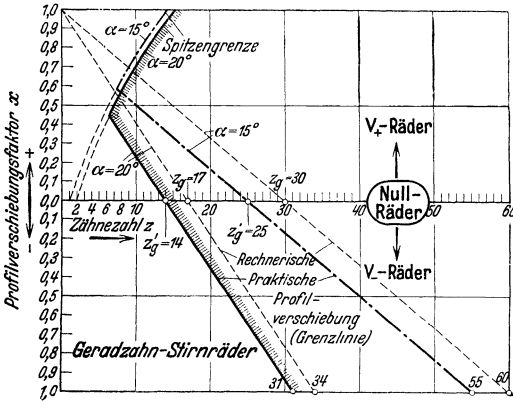 Profilverschiebungsfaktor x
+
−
1,0
0,9
0,8
0,7
0,6
0,5
0,4
0,3
0,2
0,1
0,0
0,1
0,2
0,3
0,4
0,5
0,6
0,7
0,8
0,9
1,0
α=15°
Spitzengrenze
α=20°
α=15°
α=20°
zg=17
zg=30
V+-Räder
Null-
Räder
V−-Räder
2 4 6 8 10 20 30 40 50 60
Zähnezahl z
z'g=14
z'g=25
Rechnerische
Praktische
Profil-
verschiebung
(Grenzlinie)
Geradzahn-Stirnräder
31
34
55
60